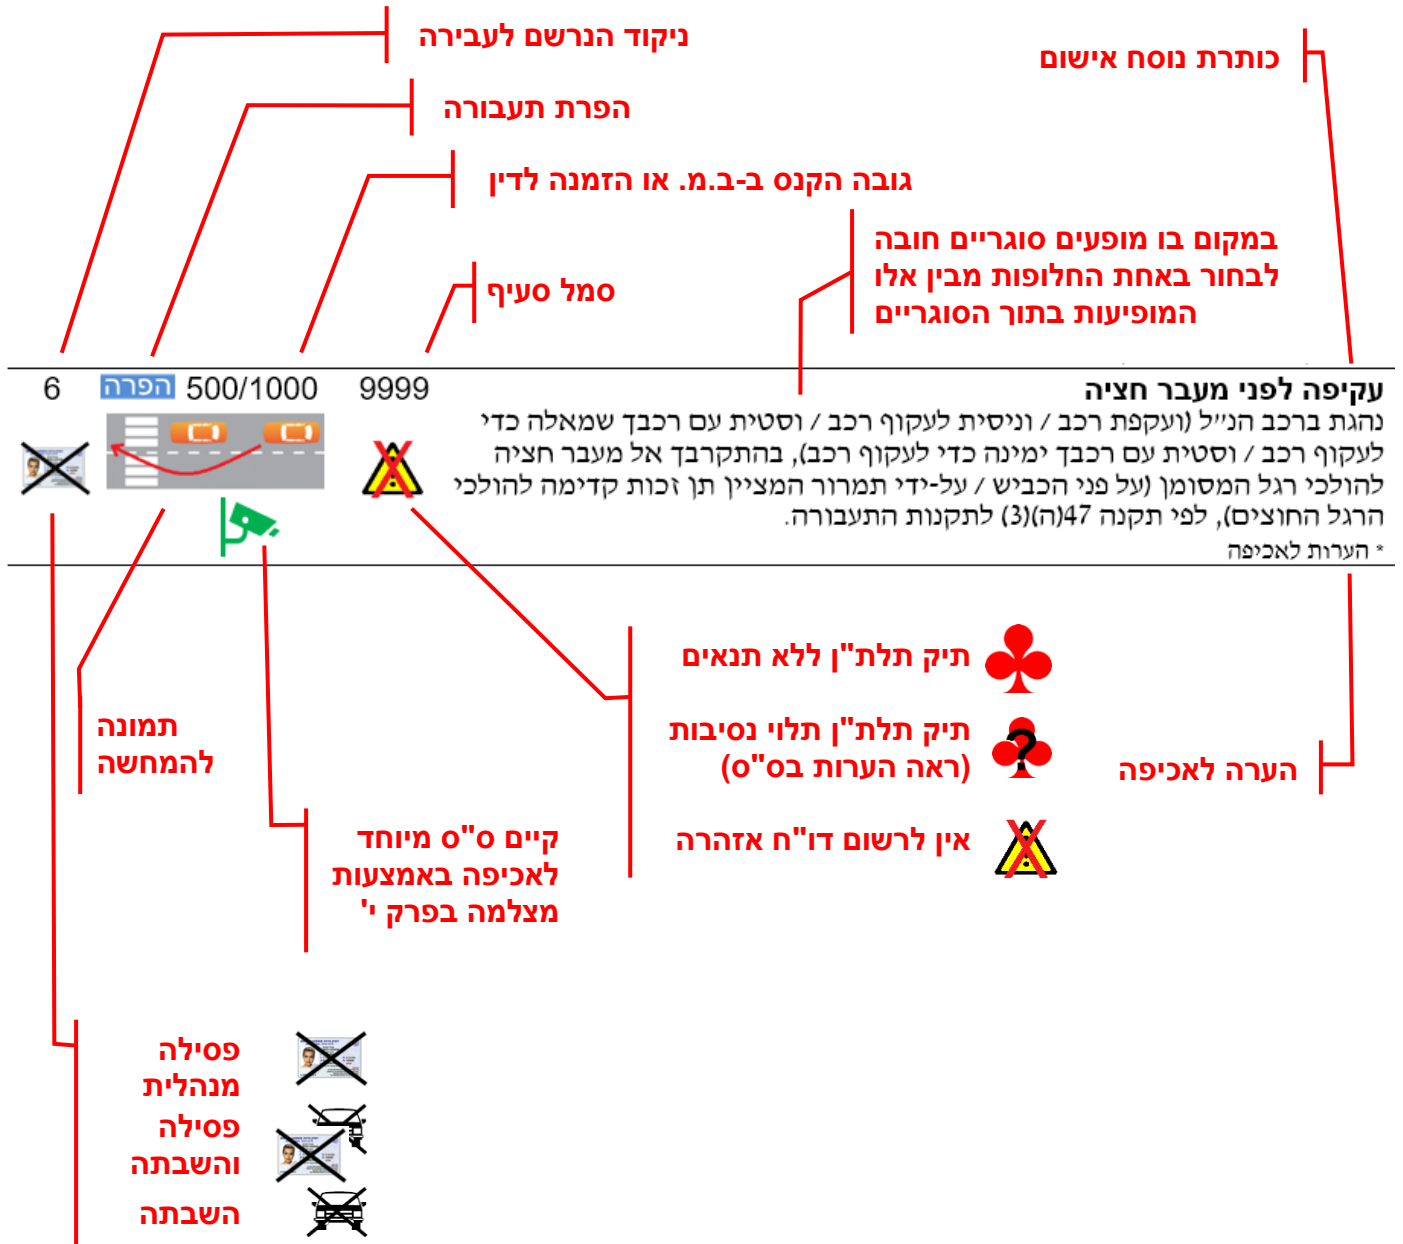 ניקוד הנרשם לעבירה
כותרת נוסח אישום
הפרת תעבורה
גובה הקנס ב-ב.מ. או הזמנה לדין
במקום בו מופעים סוגריים חובה
לבחור באחת החלופות מבין אלו
המופיעות בתוך הסוגריים
סמל סעיף
עקיפה לפני מעבר חציה
9999
500/1000
הפרה
6
נהגת ברכב הנ״ל (ועקפת רכב / וניסית לעקוף רכב / וסטית עם רכבך שמאלה כדי
לעקוף רכב / וסטית עם רכבך ימינה כדי לעקוף רכב), בהתקרבך אל מעבר חציה
להולכי רגל המסומן (על פני הכביש / על-ידי תמרור המציין תן זכות קדימה להולכי
הרגל החוצים), לפי תקנה 47(ה)(3) לתקנות התעבורה.
* הערות לאכיפה
תיק תלת"ן ללא תנאים
תיק תלת"ן תלוי נסיבות
(ראה הערות בס"ס)
?
אין לרשום דו"ח אזהרה
הערה לאכיפה
תמונה
להמחשה
קיים ס"ס מיוחד
לאכיפה באמצעות
מצלמה בפרק י'
פסילה
מנהלית
פסילה
והשבתה
השבתה